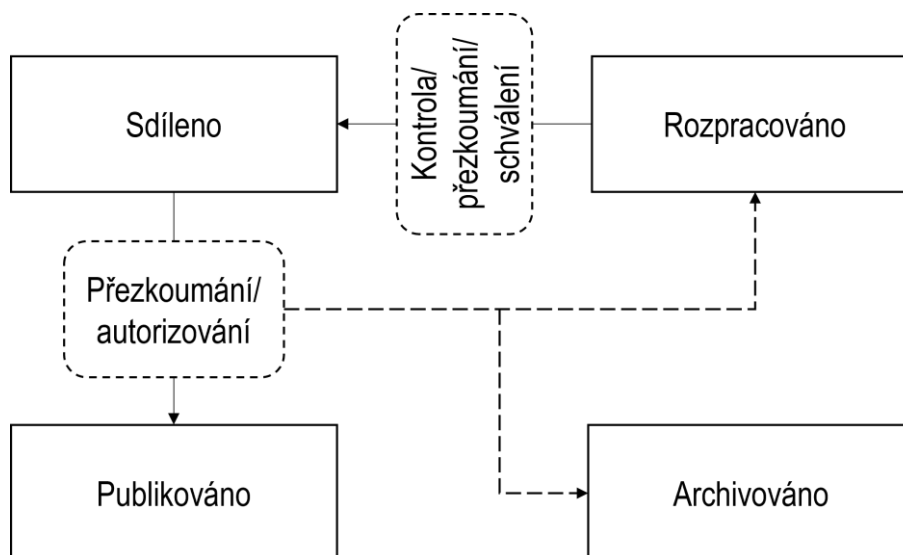 Sdíleno
Kontrola/
přezkoumání/
schválení
Rozpracováno
Přezkoumání/
autorizování
Publikováno
Archivováno